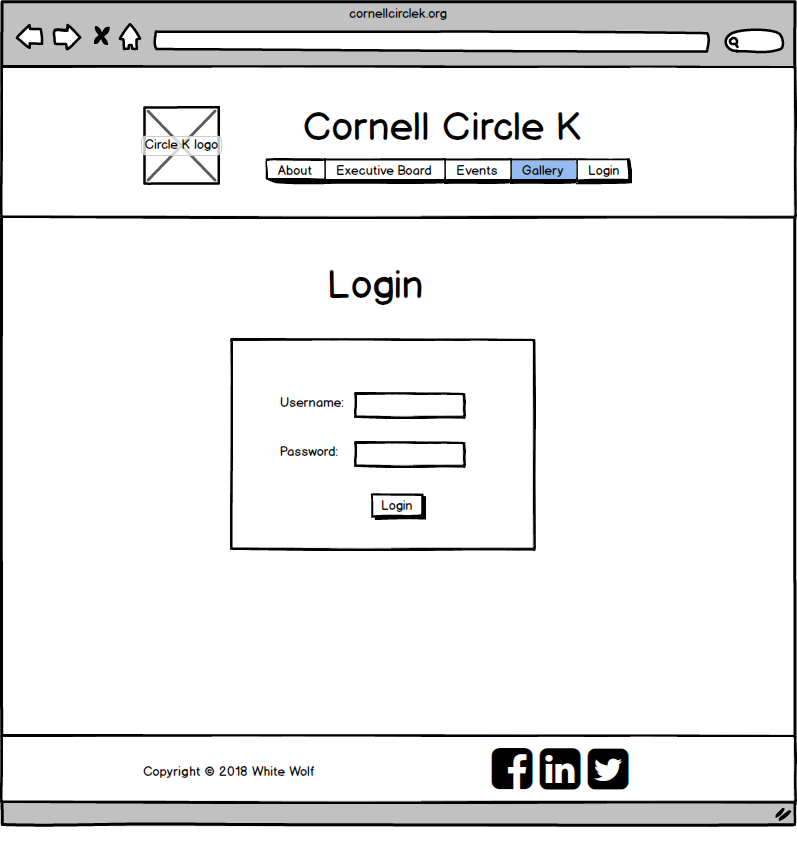 cornellcirclek.org
Circle K logo
Cornell Circle K
About Executive Board Events Gallery Login
Login
Username:
Password:
Login
Copyright © 2018 White Wolf